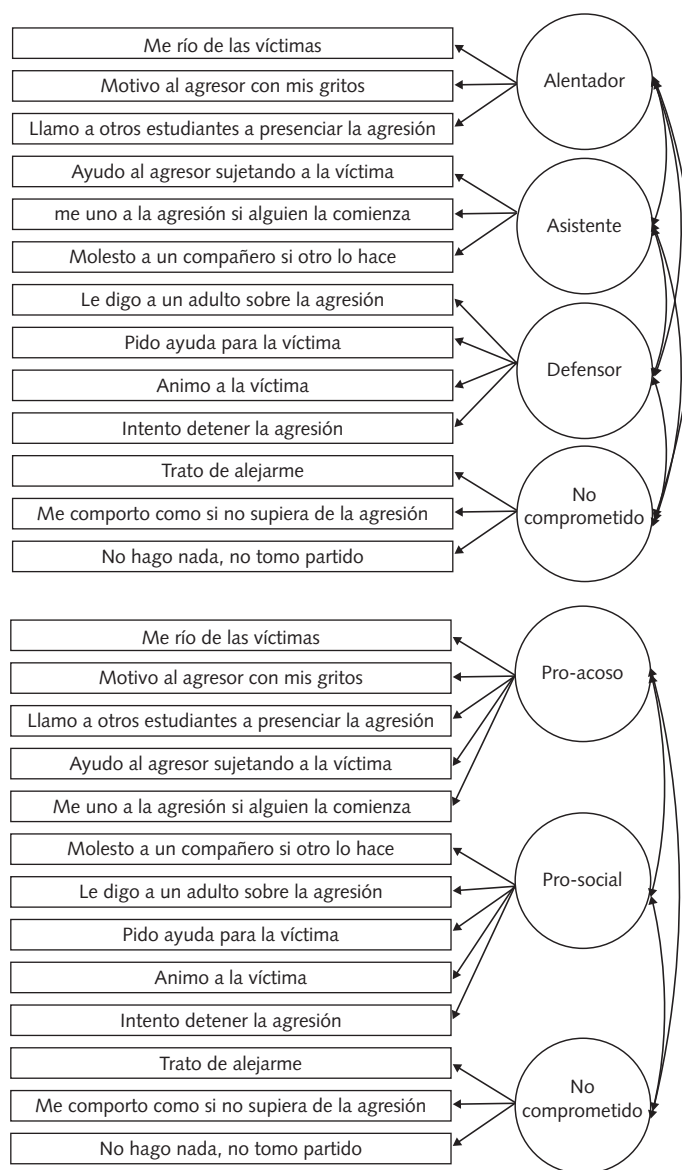 Me río de las víctimas
Motivo al agresor con mis gritos
Llamo a otros estudiantes a presenciar la agresión
Alentador
Ayudo al agresor sujetando a la víctima
me uno a la agresión si alguien la comienza
Molesto a un compañero si otro lo hace
Asistente
Le digo a un adulto sobre la agresión
Pido ayuda para la víctima
Animo a la víctima
Intento detener la agresión
Defensor
Trato de alejarme
Me comporto como si no supiera de la agresión
No hago nada, no tomo partido
No
comprometido
Me río de las víctimas
Motivo al agresor con mis gritos
Llamo a otros estudiantes a presenciar la agresión
Ayudo al agresor sujetando a la víctima
Me uno a la agresión si alguien la comienza
Pro-acoso
Molesto a un compañero si otro lo hace
Le digo a un adulto sobre la agresión
Pido ayuda para la víctima
Animo a la víctima
Intento detener la agresión
Pro-social
Trato de alejarme
Me comporto como si no supiera de la agresión
No hago nada, no tomo partido
No
comprometido